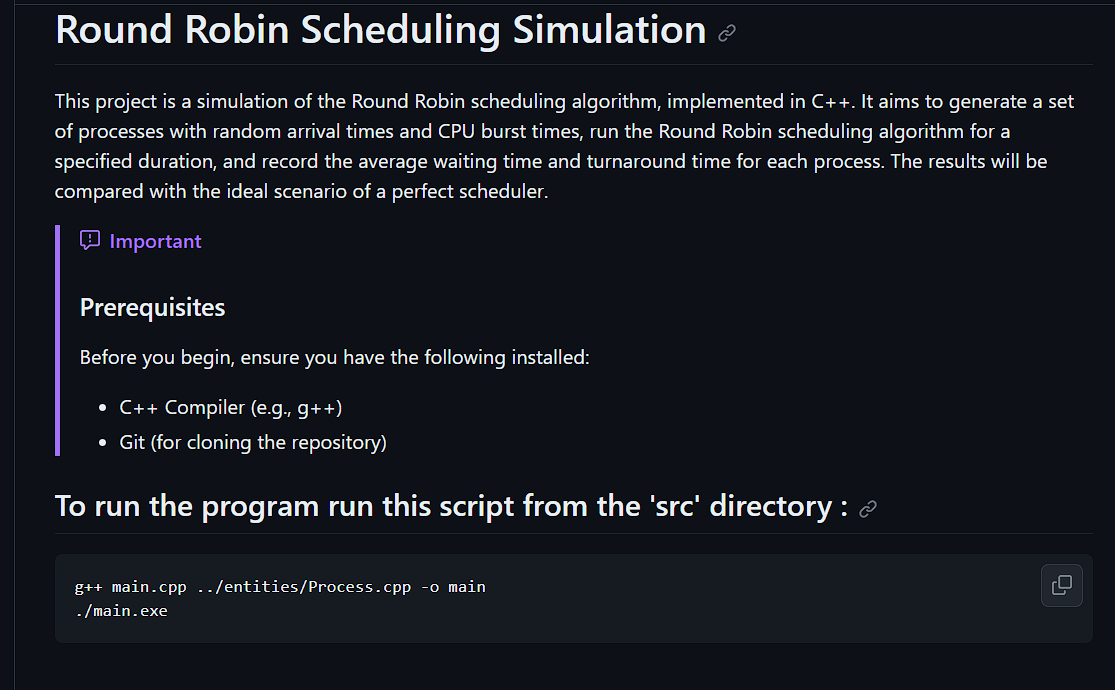 Round Robin Scheduling Simulation
This project is a simulation of the Round Robin scheduling algorithm, implemented in C++. It aims to generate a set
of processes with random arrival times and CPU burst times, run the Round Robin scheduling algorithm for a
specified duration, and record the average waiting time and turnaround time for each process. The results will be
compared with the ideal scenario of a perfect scheduler.
Important
Prerequisites
Before you begin, ensure you have the following installed:
• C++ Compiler (e.g., g++)
• Git (for cloning the repository)
To run the program run this script from the 'src' directory :
g++ main.cpp ../entities/Process.cpp -o main
./main.exe